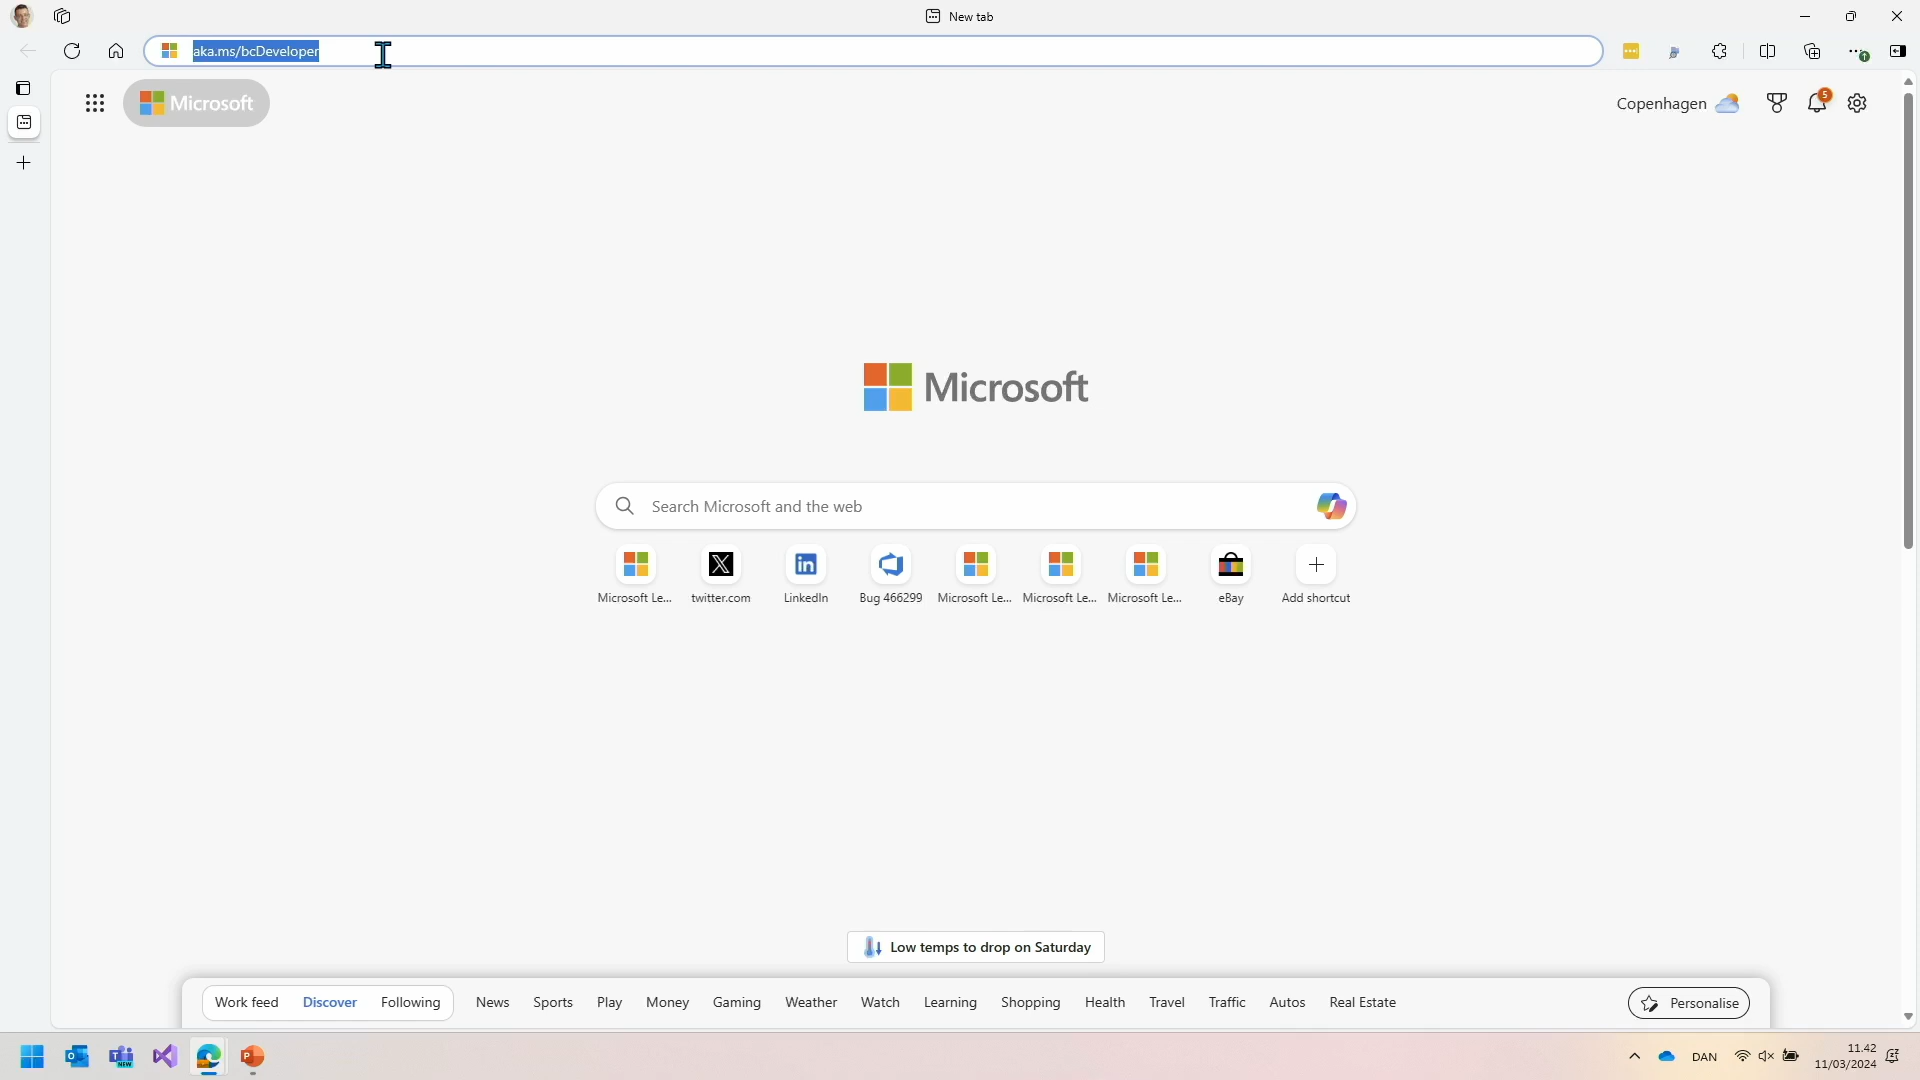 New tab
aka.ms/bcDeveloper
Microsoft
Copenhagen
5
Microsoft
Search Microsoft and the web
Microsoft Le... twitter.com LinkedIn Bug 466299 Microsoft Le... Microsoft Le... Microsoft Le... eBay Add shortcut
Low temps to drop on Saturday
Work feed Discover Following News Sports Play Money Gaming Weather Watch Learning Shopping Health Travel Traffic Autos Real Estate Personalise
NEW
P
DAN
11.42
11/03/2024